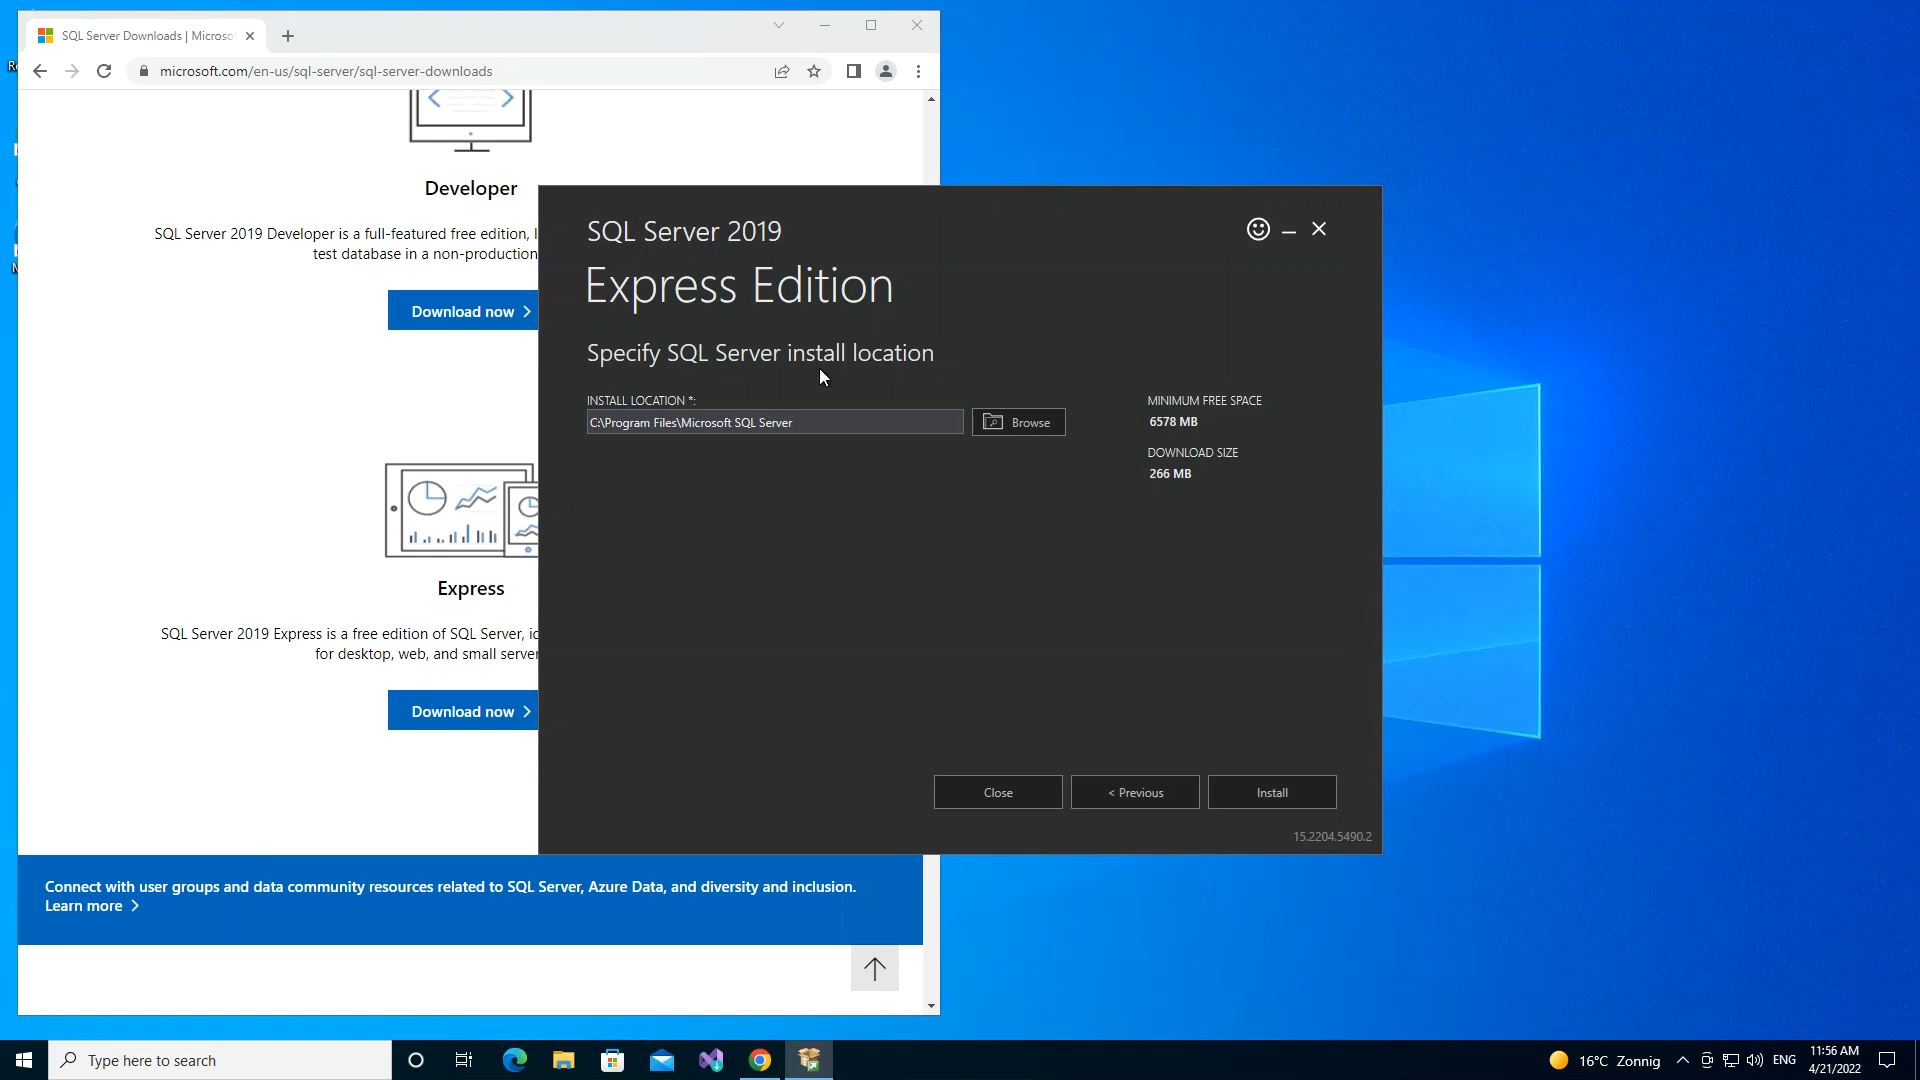 SQL Server Downloads | Microso
microsoft.com/en-us/sql-server/sql-server-downloads
Developer
SQL Server 2019 Developer is a full-featured free edition, l
test database in a non-production
Download now
Express
SQL Server 2019 Express is a free edition of SQL Server, ic
for desktop, web, and small server
Download now
Connect with user groups and data community resources related to SQL Server, Azure Data, and diversity and inclusion.
Learn more
SQL Server 2019
Express Edition
Specify SQL Server install location
INSTALL LOCATION *:
C:\Program Files\Microsoft SQL Server
Browse
MINIMUM FREE SPACE
6578 MB
DOWNLOAD SIZE
266 MB
Close
< Previous
Install
15.2204.5490.2
Type here to search
16°C Zonnig
ENG
11:56 AM
4/21/2022